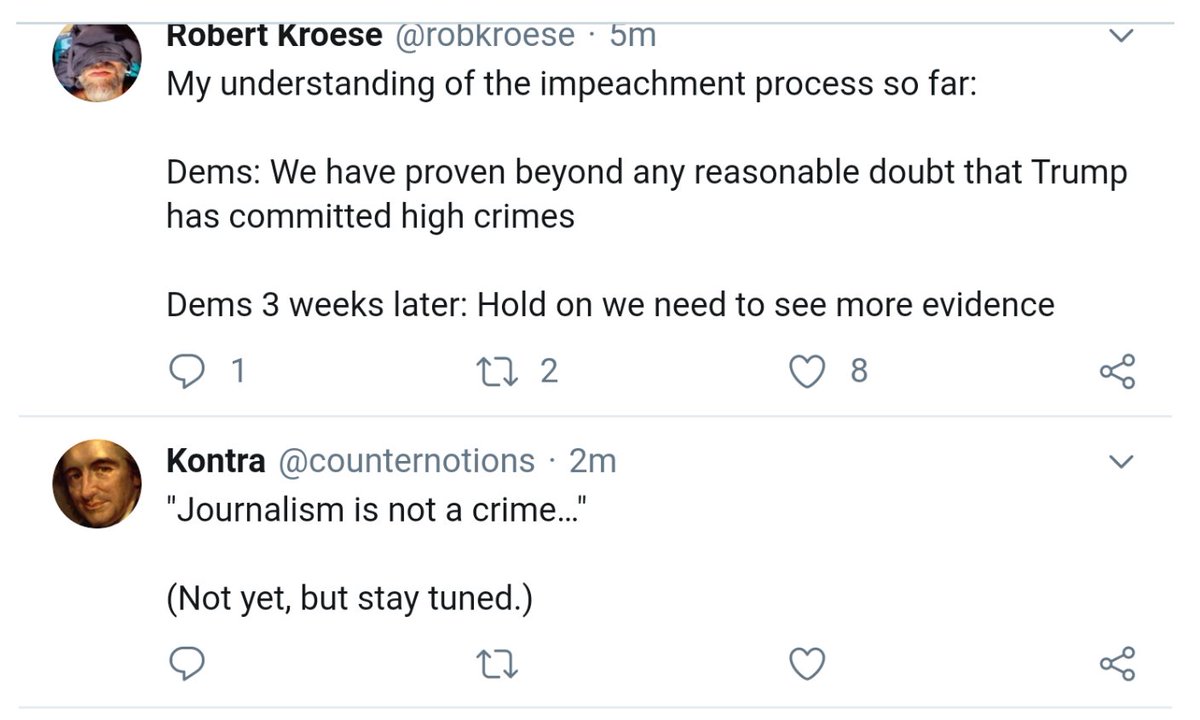 Robert Kroese @robkroese · 5m
My understanding of the impeachment process so far:
Dems: We have proven beyond any reasonable doubt that Trump
has committed high crimes
Dems 3 weeks later: Hold on we need to see more evidence
1 2 8
Kontra @counternotions · 2m
"Journalism is not a crime…"
(Not yet, but stay tuned.)